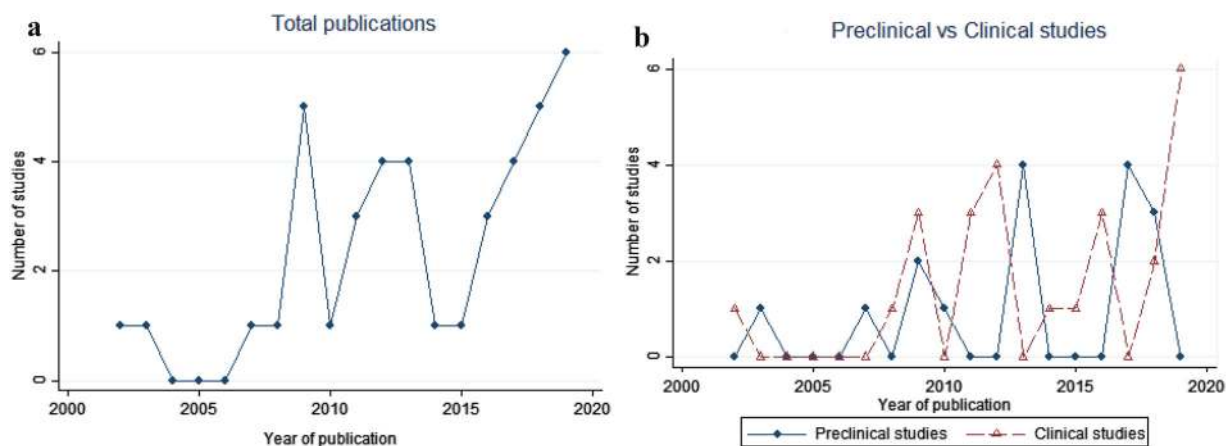 a
Total publications
Number of studies
6
4
2
0
2000 2005 2010 2015 2020
Year of publication
b
Preclinical vs Clinical studies
Number of studies
6
4
2
0
2000 2005 2010 2015 2020
Year of publication
Preclinical studies Clinical studies